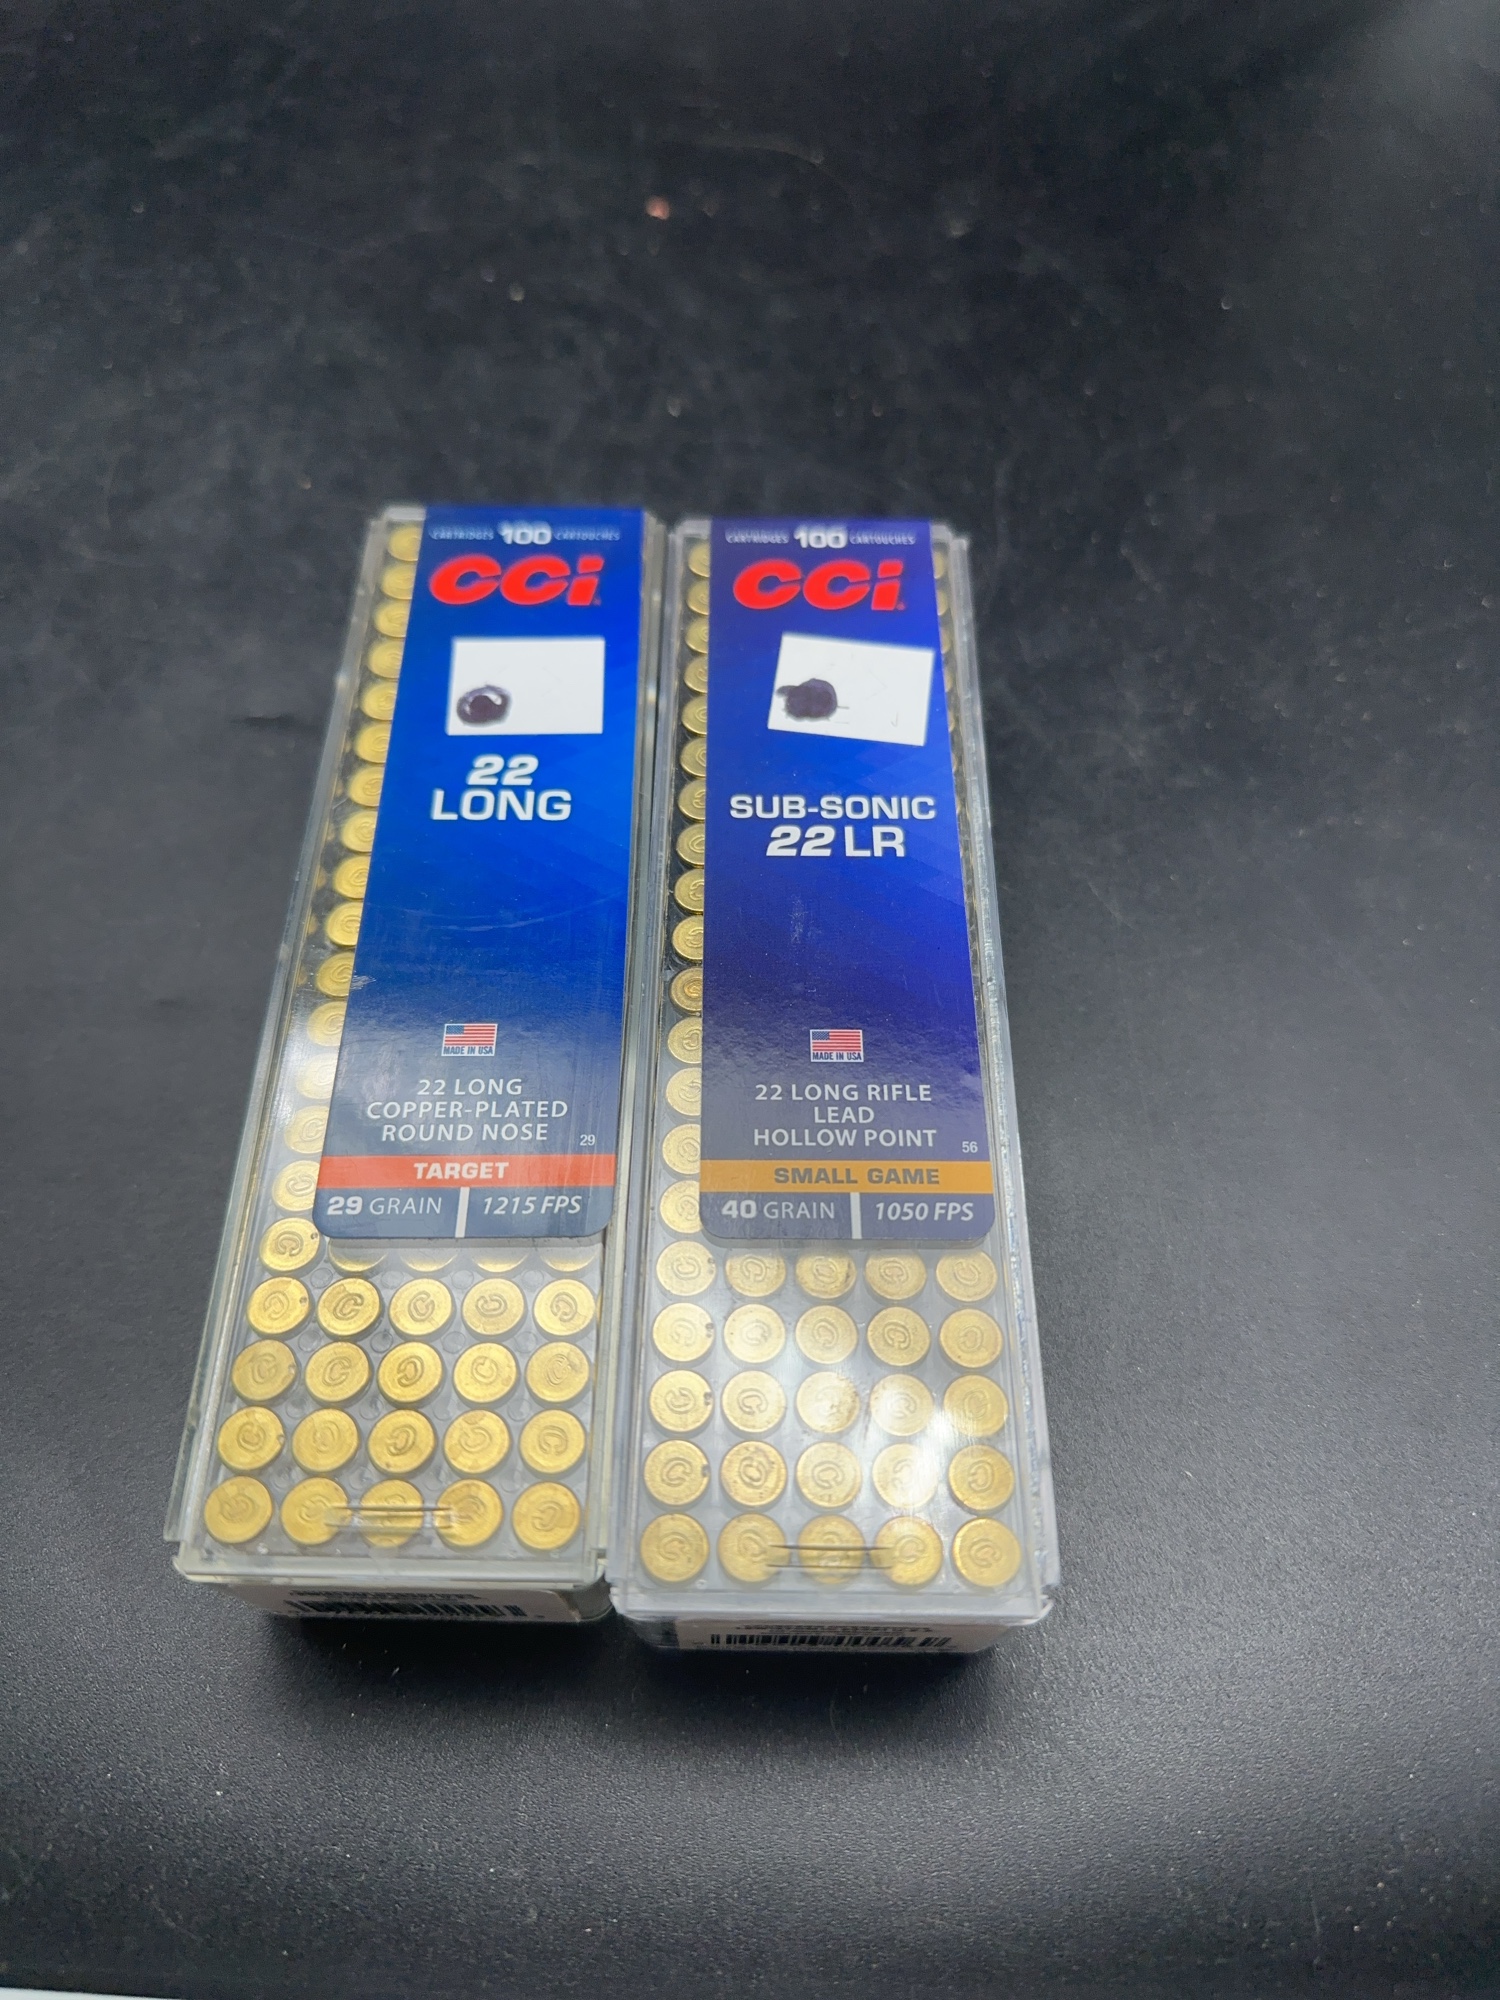 CARTRIDGES 100 CARTOUCHES
CCi
22
LONG
MADE IN USA
22 LONG
COPPER-PLATED
ROUND NOSE
29
TARGET
29 GRAIN 1215 FPS
CARTRIDGES 100 CARTOUCHES
CCi
SUB-SONIC
22 LR
MADE IN USA
22 LONG RIFLE
LEAD
HOLLOW POINT
56
SMALL GAME
40 GRAIN 1050 FPS